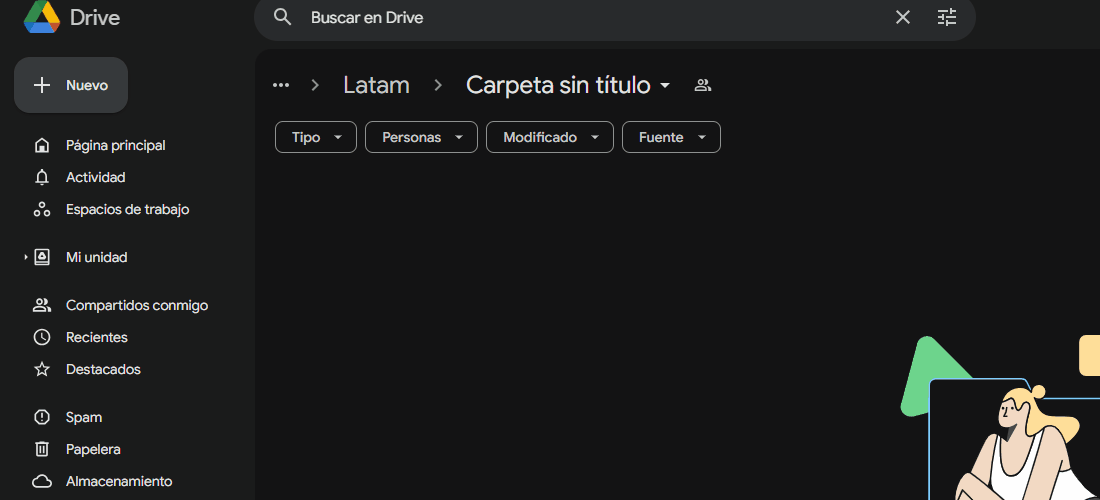 Drive
Buscar en Drive
Nuevo
Latam
Carpeta sin título
Tipo
Personas
Modificado
Fuente
Página principal
Actividad
Espacios de trabajo
Mi unidad
Compartidos conmigo
Recientes
Destacados
Spam
Papelera
Almacenamiento